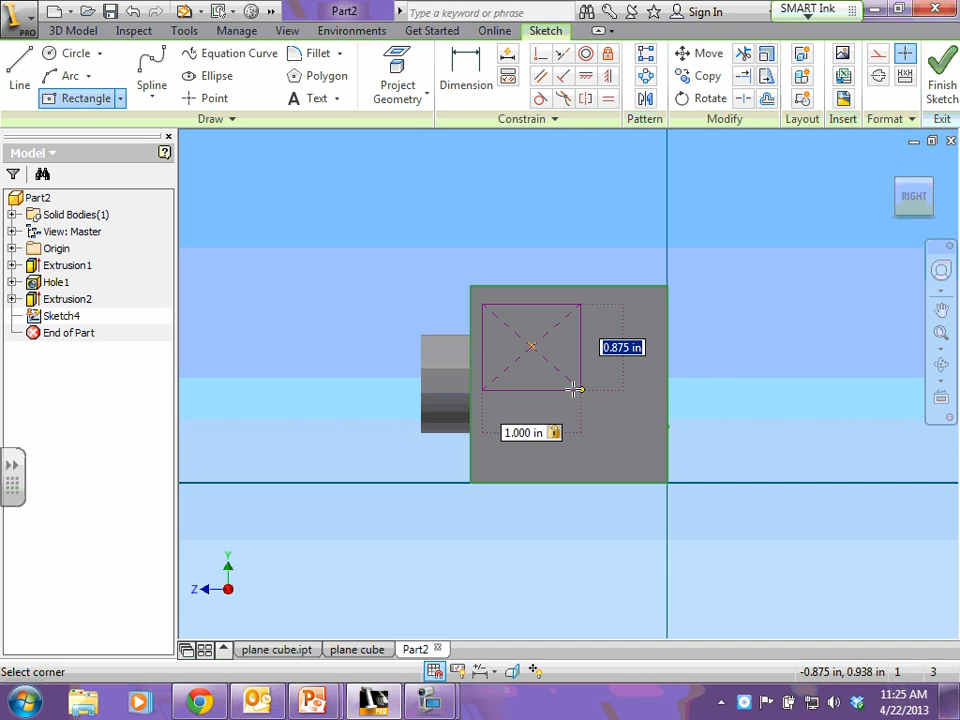 Part2
Type a keyword or phrase
Sign In
SMART Ink
PRO
3D Model
Inspect
Tools
Manage
View
Environments
Get Started
Online
Sketch
Line
Circle
Arc
Rectangle
Spline
Equation Curve
Ellipse
Point
Fillet
Polygon
A Text
Project
Geometry
Dimension
Move
Copy
Rotate
Finish
Sketch
Draw
Constrain
Pattern
Modify
Layout
Insert
Format
Exit
Model
Part2
Solid Bodies(1)
View: Master
Origin
Extrusion1
Hole1
Extrusion2
Sketch4
End of Part
RIGHT
0.875 in
1.000 in
Y
Z
plane cube.ipt
plane cube
Part2
Select corner
-0.875 in, 0.938 in
1
3
PRO
11:25 AM
4/22/2013